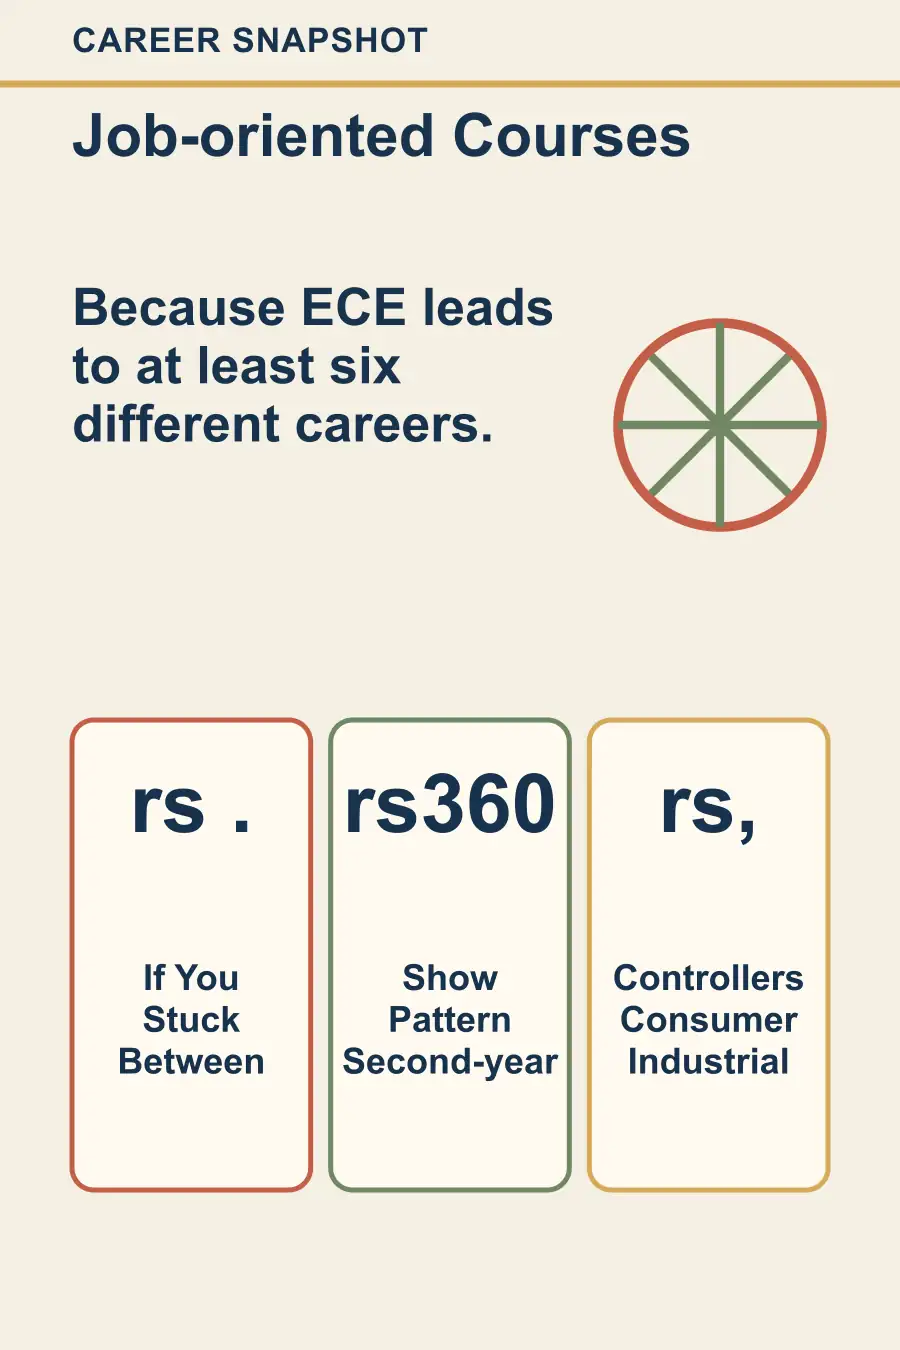 CAREER SNAPSHOT
Job-oriented Courses
Because ECE leads
to at least six
different careers.
rs .
If You
Stuck
Between
rs360
Show
Pattern
Second-year
rs,
Controllers
Consumer
Industrial